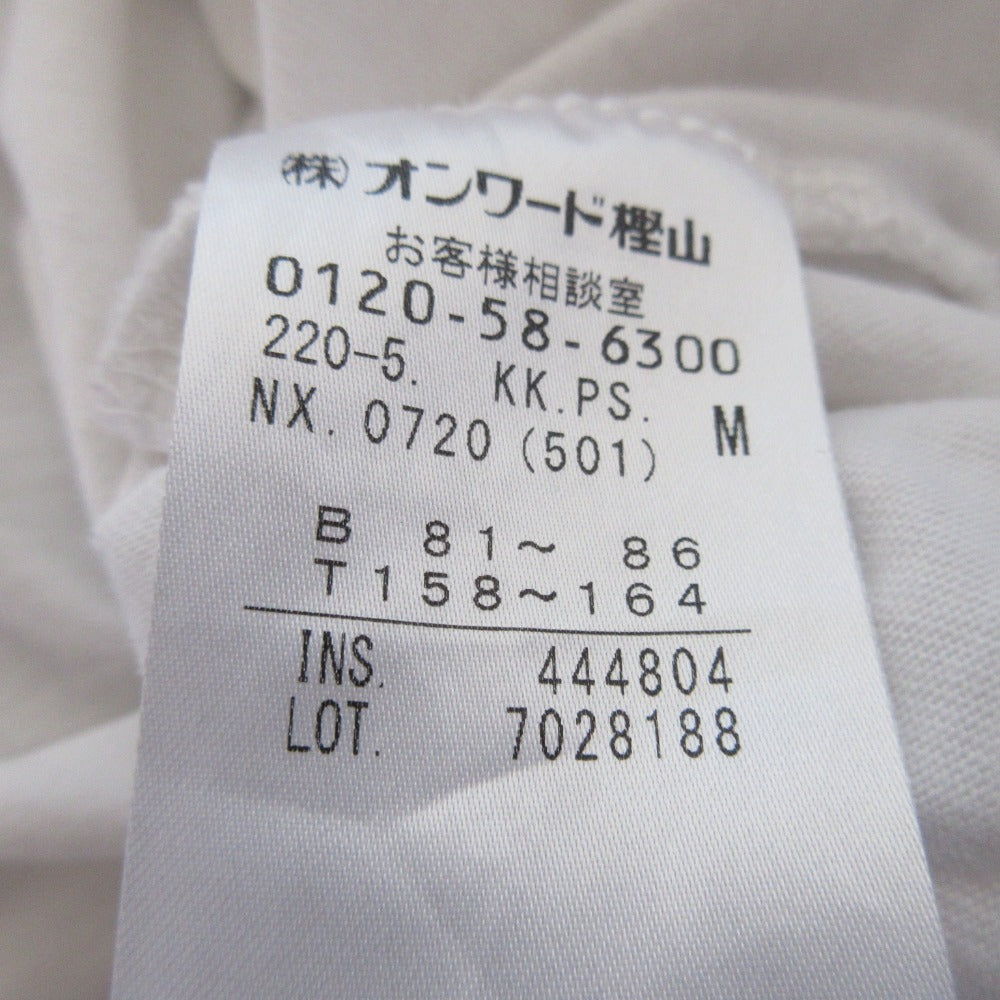 (株)オンワード樫山
お客様相談室
0120-58-6300
220-5. KK.PS. M
NX. 0720 (501)
B 81～ 86
T 158～164
INS. 444804
LOT. 7028188